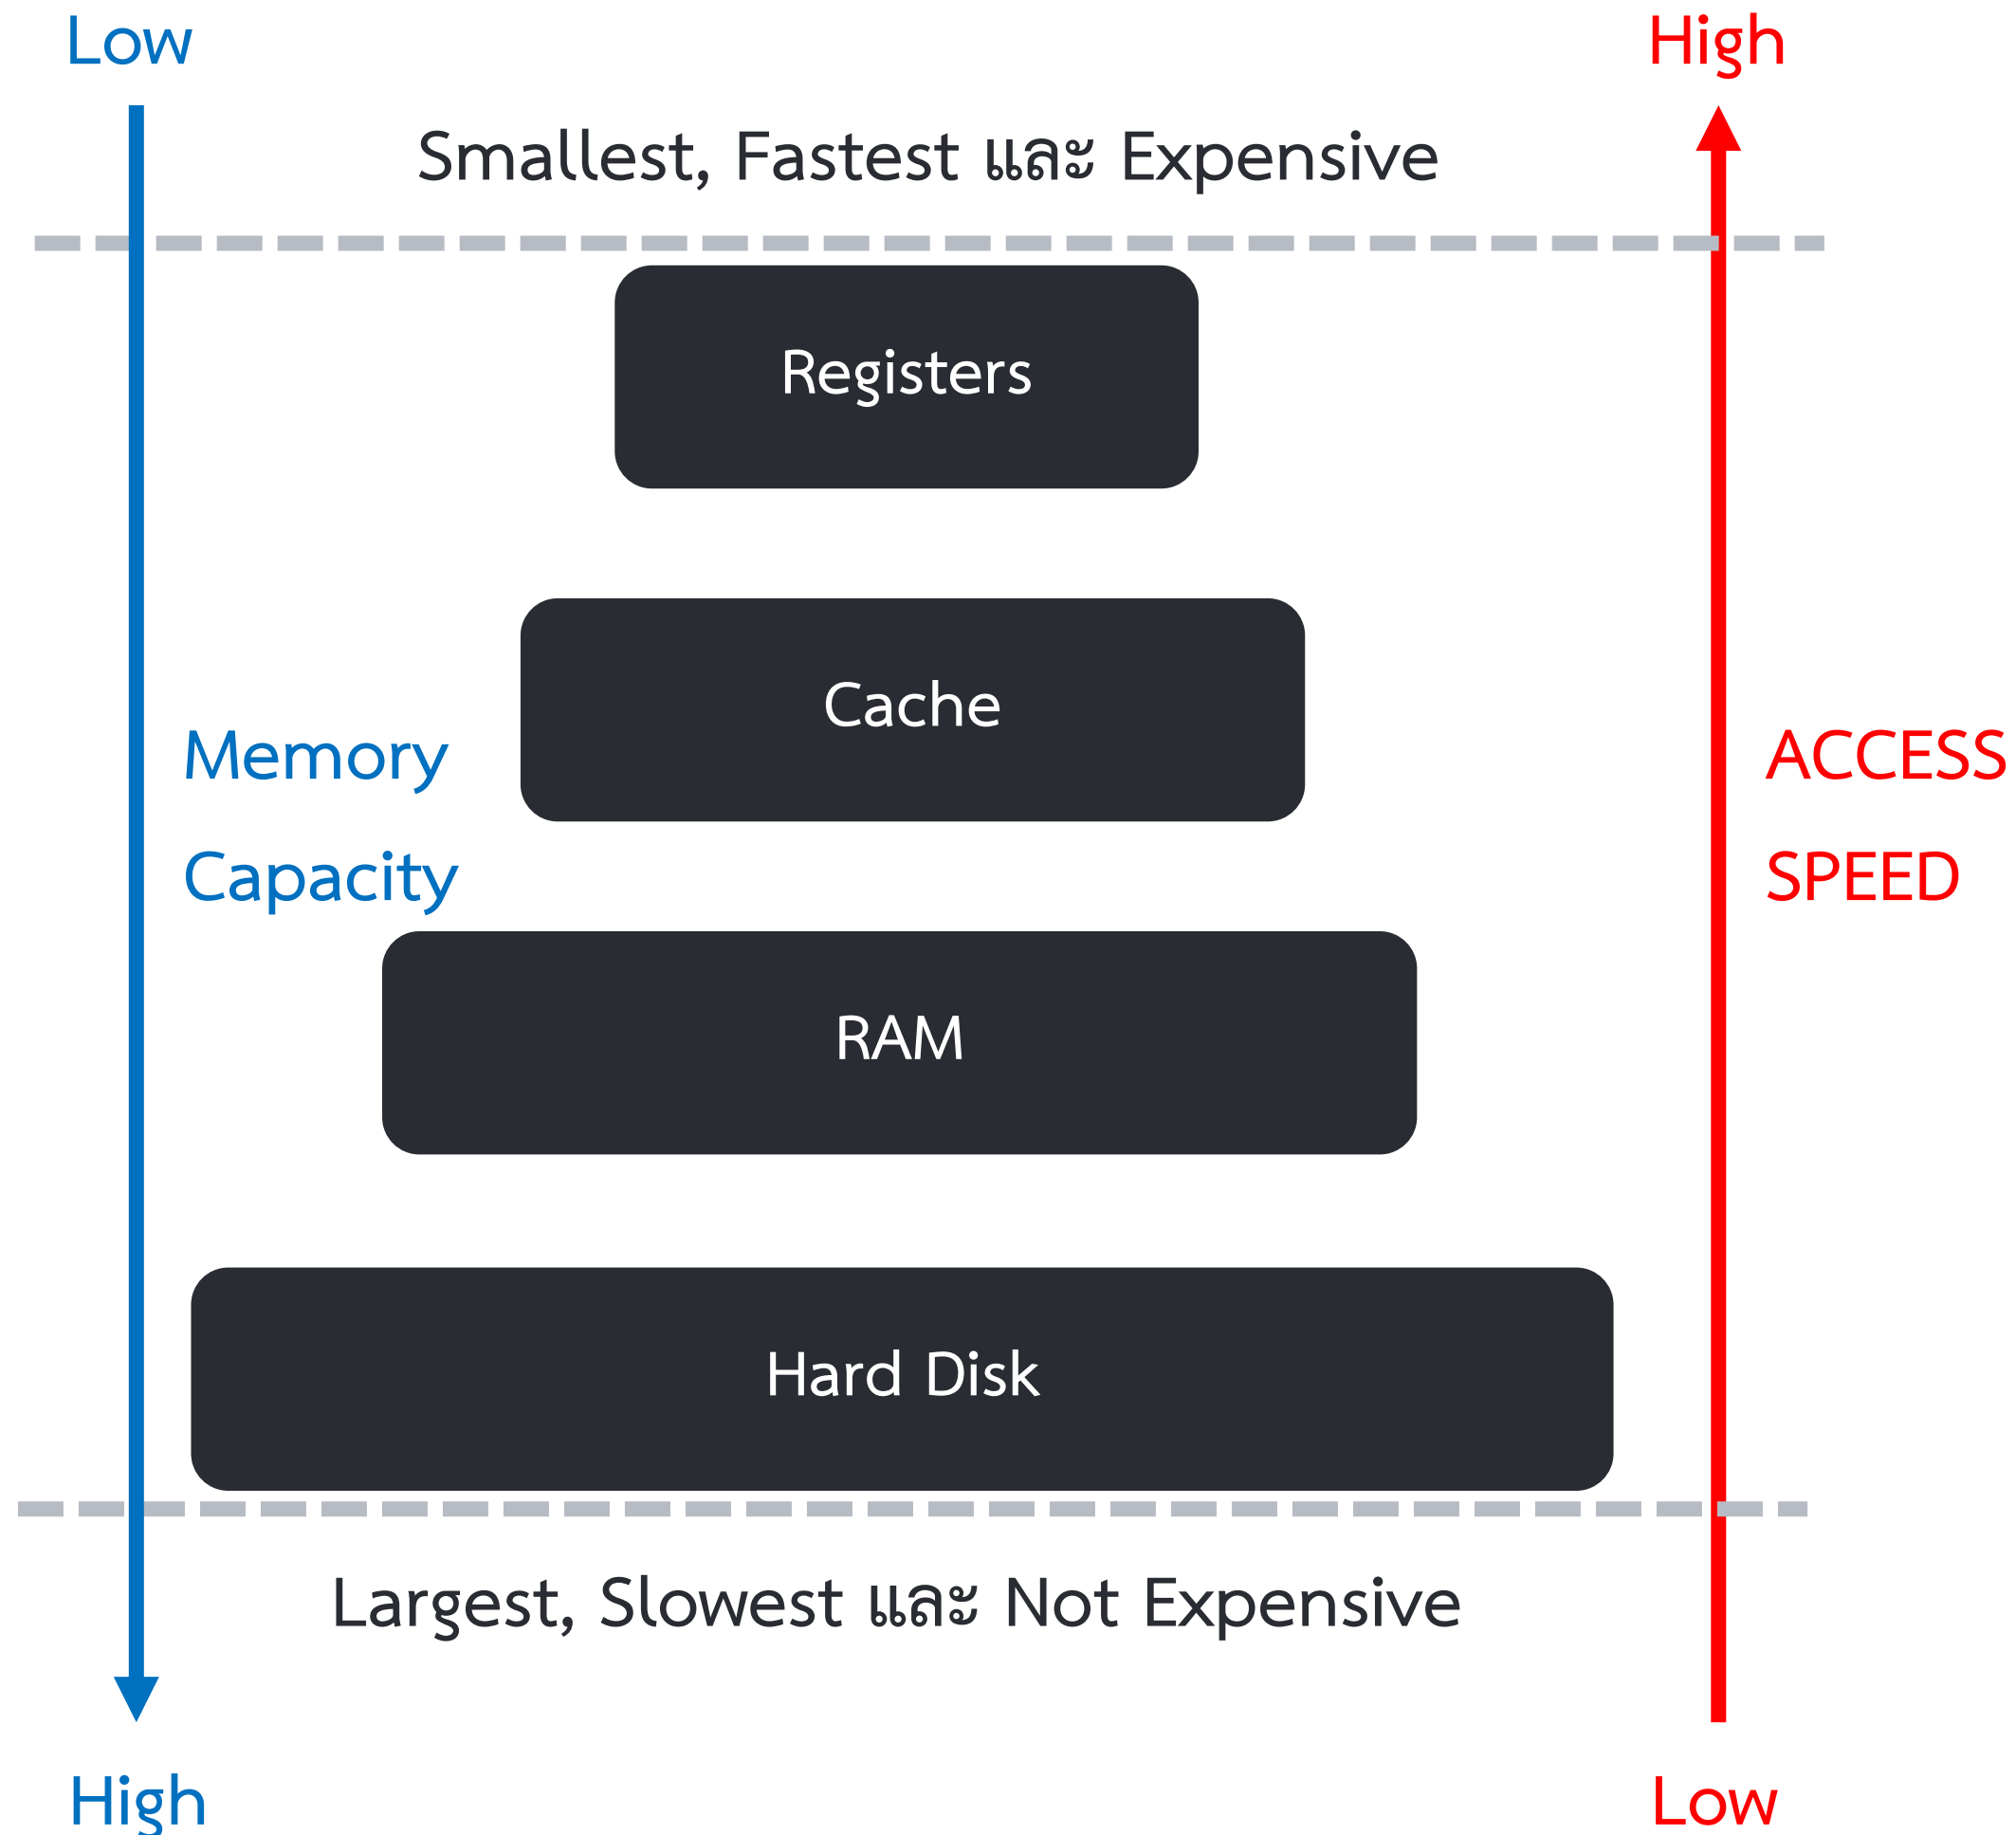 Low
High
Smallest, Fastest และ Expensive
Registers
Cache
Memory
Capacity
ACCESS
SPEED
RAM
Hard Disk
Largest, Slowest และ Not Expensive
High
Low